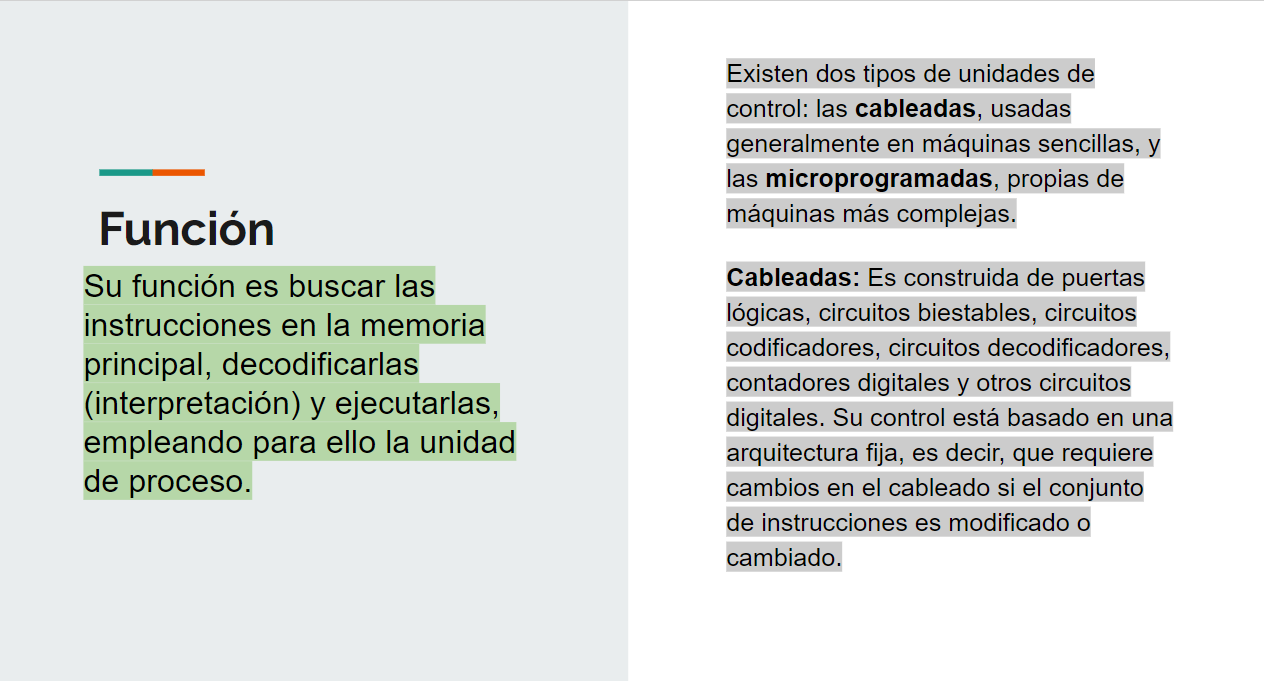 Función
Su función es buscar las
instrucciones en la memoria
principal, decodificarlas
(interpretación) y ejecutarlas,
empleando para ello la unidad
de proceso.
Existen dos tipos de unidades de
control: las cableadas, usadas
generalmente en máquinas sencillas, y
las microprogramadas, propias de
máquinas más complejas.
Cableadas: Es construida de puertas
lógicas, circuitos biestables, circuitos
codificadores, circuitos decodificadores,
contadores digitales y otros circuitos
digitales. Su control está basado en una
arquitectura fija, es decir, que requiere
cambios en el cableado si el conjunto
de instrucciones es modificado o
cambiado.